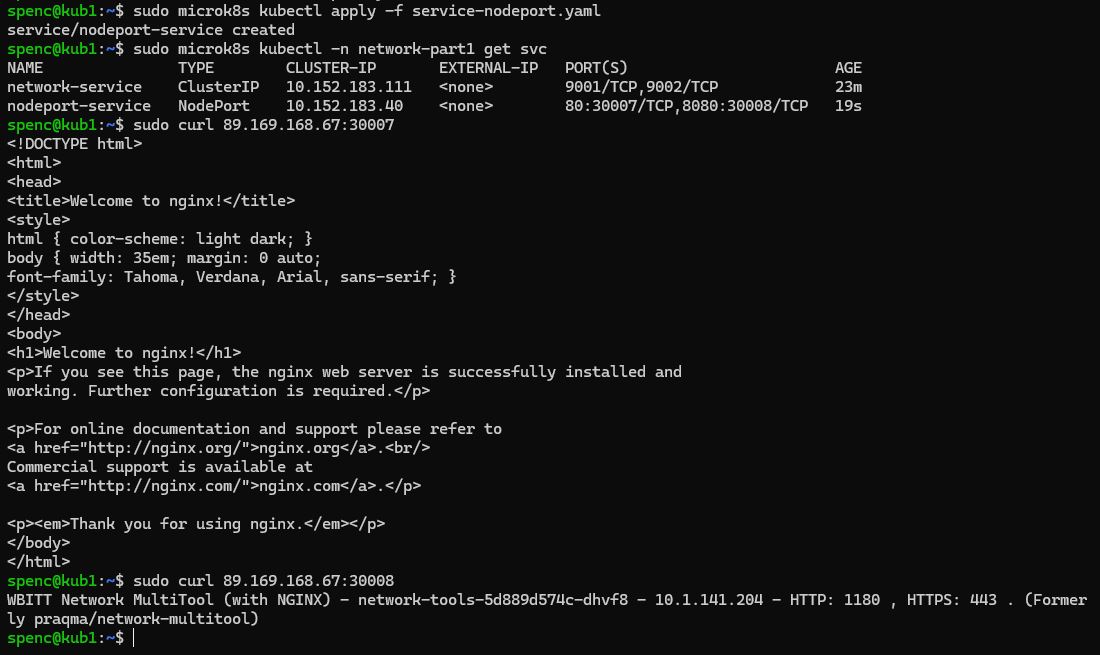 spenc@kub1:~$ sudo microk8s kubectl apply -f service-nodeport.yaml
service/nodeport-service created
spenc@kub1:~$ sudo microk8s kubectl -n network-part1 get svc
NAME               TYPE        CLUSTER-IP       EXTERNAL-IP   PORT(S)                       AGE
network-service    ClusterIP   10.152.183.111   <none>        9001/TCP,9002/TCP             23m
nodeport-service   NodePort    10.152.183.40    <none>        80:30007/TCP,8080:30008/TCP   19s
spenc@kub1:~$ sudo curl 89.169.168.67:30007
<!DOCTYPE html>
<html>
<head>
<title>Welcome to nginx!</title>
<style>
html { color-scheme: light dark; }
body { width: 35em; margin: 0 auto;
font-family: Tahoma, Verdana, Arial, sans-serif; }
</style>
</head>
<body>
<h1>Welcome to nginx!</h1>
<p>If you see this page, the nginx web server is successfully installed and
working. Further configuration is required.</p>

<p>For online documentation and support please refer to
<a href="http://nginx.org/">nginx.org</a>.<br/>
Commercial support is available at
<a href="http://nginx.com/">nginx.com</a>.</p>

<p><em>Thank you for using nginx.</em></p>
</body>
</html>
spenc@kub1:~$ sudo curl 89.169.168.67:30008
WBITT Network MultiTool (with NGINX) - network-tools-5d889d574c-dhvf8 - 10.1.141.204 - HTTP: 1180 , HTTPS: 443 . (Former
ly praqma/network-multitool)
spenc@kub1:~$